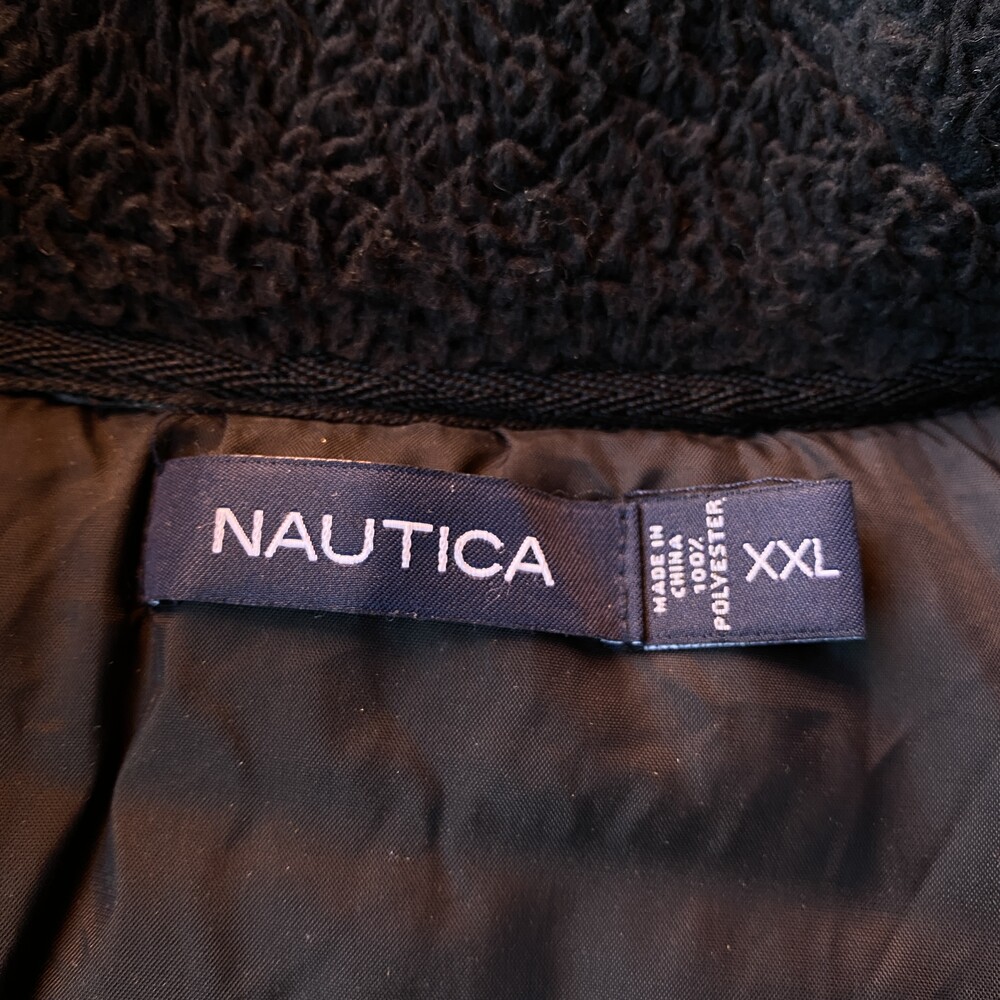 NAUTICA
MADE IN
CHINA
100%
POLYESTER
XXL